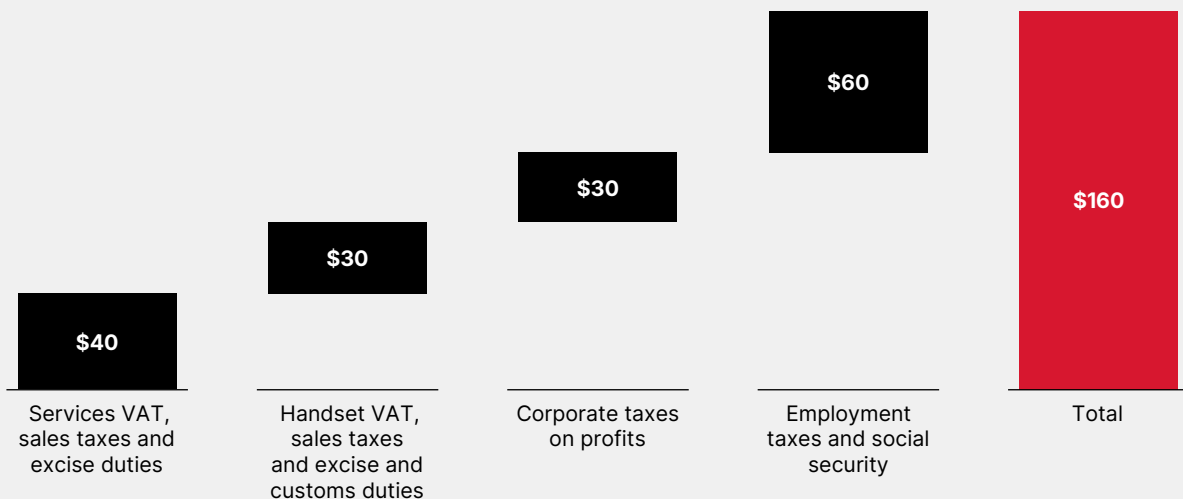 $60
$160
$30
$30
$40
Services VAT,
sales taxes and
excise duties
Handset VAT,
sales taxes
and excise and
customs duties
Corporate taxes
on profits
Employment
taxes and social
security
Total